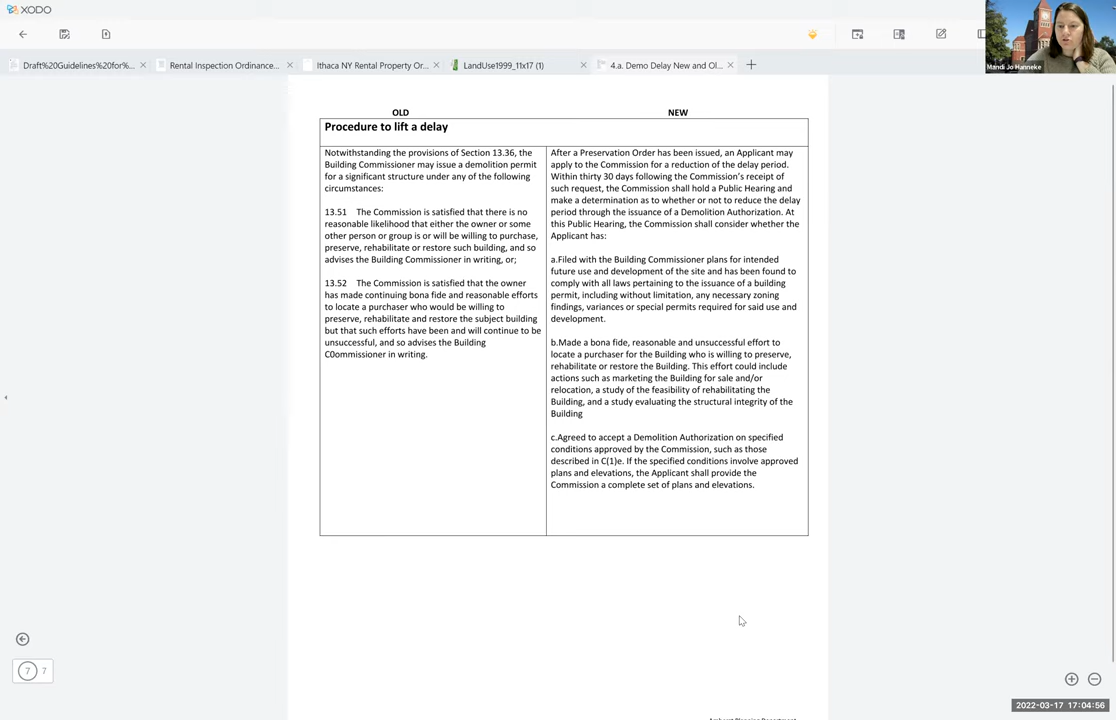 XODO
Draft%20Guidelines%20for%...
Rental Inspection Ordinance...
Ithaca NY Rental Property Or...
LandUse1999_11x17 (1)
4.a. Demo Delay New and Ol...
Mandi Jo Hanneke
OLD
NEW
Procedure to lift a delay
Notwithstanding the provisions of Section 13.36, the
Building Commissioner may issue a demolition permit
for a significant structure under any of the following
circumstances:
13.51 The Commission is satisfied that there is no
reasonable likelihood that either the owner or some
other person or group is or will be willing to purchase,
preserve, rehabilitate or restore such building, and so
advises the Building Commissioner in writing, or;
13.52 The Commission is satisfied that the owner
has made continuing bona fide and reasonable efforts
to locate a purchaser who would be willing to
preserve, rehabilitate and restore the subject building
but that such efforts have been and will continue to be
unsuccessful, and so advises the Building
C0ommissioner in writing.
After a Preservation Order has been issued, an Applicant may
apply to the Commission for a reduction of the delay period.
Within thirty 30 days following the Commission's receipt of
such request, the Commission shall hold a Public Hearing and
make a determination as to whether or not to reduce the delay
period through the issuance of a Demolition Authorization. At
this Public Hearing, the Commission shall consider whether the
Applicant has:
a.Filed with the Building Commissioner plans for intended
future use and development of the site and has been found to
comply with all laws pertaining to the issuance of a building
permit, including without limitation, any necessary zoning
findings, variances or special permits required for said use and
development.
b.Made a bona fide, reasonable and unsuccessful effort to
locate a purchaser for the Building who is willing to preserve,
rehabilitate or restore the Building. This effort could include
actions such as marketing the Building for sale and/or
relocation, a study of the feasibility of rehabilitating the
Building, and a study evaluating the structural integrity of the
Building
c.Agreed to accept a Demolition Authorization on specified
conditions approved by the Commission, such as those
described in C(1)e. If the specified conditions involve approved
plans and elevations, the Applicant shall provide the
Commission a complete set of plans and elevations.
7 7
Amherst Planning Department
2022-03-17 17:04:56